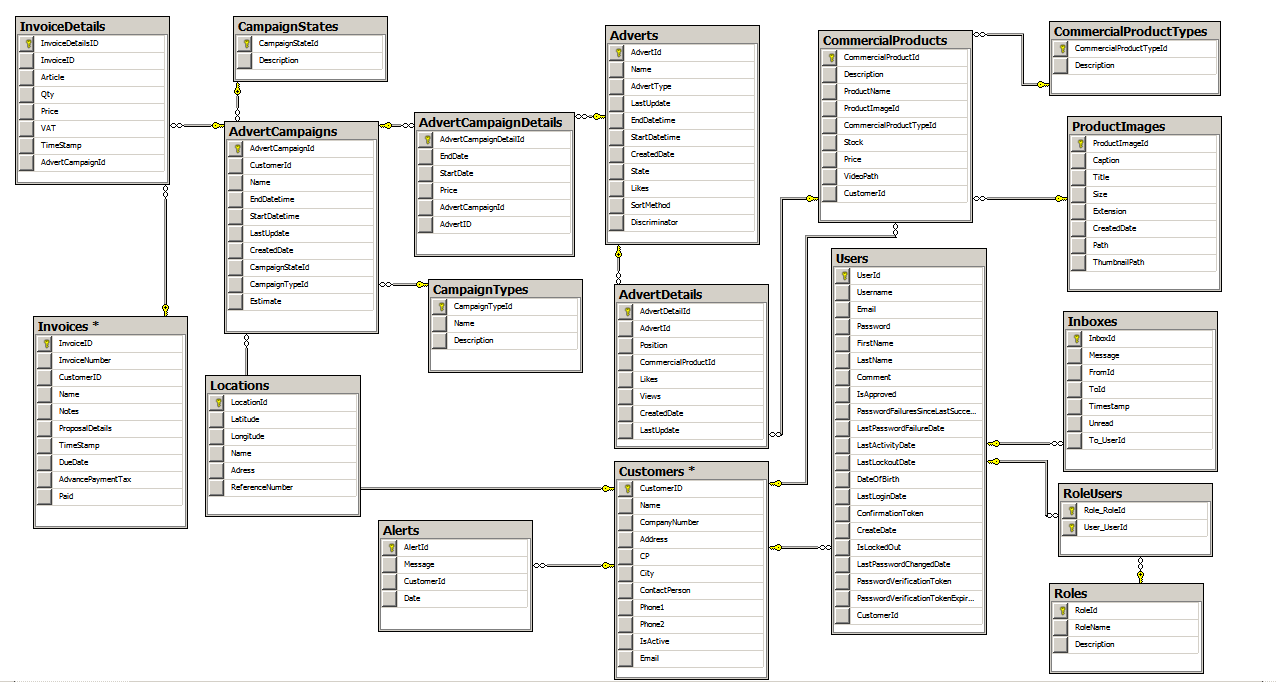 InvoiceDetails
InvoiceDetailsID
InvoiceID
Article
Qty
Price
VAT
TimeStamp
AdvertCampaignId
CampaignStates
CampaignStateId
Description
AdvertCampaigns
AdvertCampaignId
CustomerId
Name
EndDatetime
StartDatetime
LastUpdate
CreatedDate
CampaignStateId
CampaignTypeId
Estimate
AdvertCampaignDetails
AdvertCampaignDetailId
EndDate
StartDate
Price
AdvertCampaignId
AdvertID
Adverts
AdvertId
Name
AdvertType
LastUpdate
EndDatetime
StartDatetime
CreatedDate
State
Likes
SortMethod
Discriminator
CommercialProducts
CommercialProductId
Description
ProductName
ProductImageId
CommercialProductTypeId
Stock
Price
VideoPath
CustomerId
CommercialProductTypes
CommercialProductTypeId
Description
ProductImages
ProductImageId
Caption
Title
Size
Extension
CreatedDate
Path
ThumbnailPath
CampaignTypes
CampaignTypeId
Name
Description
AdvertDetails
AdvertDetailId
AdvertId
Position
CommercialProductId
Likes
Views
CreatedDate
LastUpdate
Users
UserId
Username
Email
Password
FirstName
LastName
Comment
IsApproved
PasswordFailuresSinceLastSucce...
LastPasswordFailureDate
LastActivityDate
LastLockoutDate
DateOfBirth
LastLoginDate
ConfirmationToken
CreateDate
IsLockedOut
LastPasswordChangedDate
PasswordVerificationToken
PasswordVerificationTokenExpir...
CustomerId
Inboxes
InboxId
Message
FromId
ToId
Timestamp
Unread
To_UserId
Invoices *
InvoiceID
InvoiceNumber
CustomerID
Name
Notes
ProposalDetails
TimeStamp
DueDate
AdvancePaymentTax
Paid
Locations
LocationId
Latitude
Longitude
Name
Adress
ReferenceNumber
Customers *
CustomerID
Name
CompanyNumber
Address
CP
City
ContactPerson
Phone1
Phone2
IsActive
Email
Alerts
AlertId
Message
CustomerId
Date
RoleUsers
Role_RoleId
User_UserId
Roles
RoleId
RoleName
Description